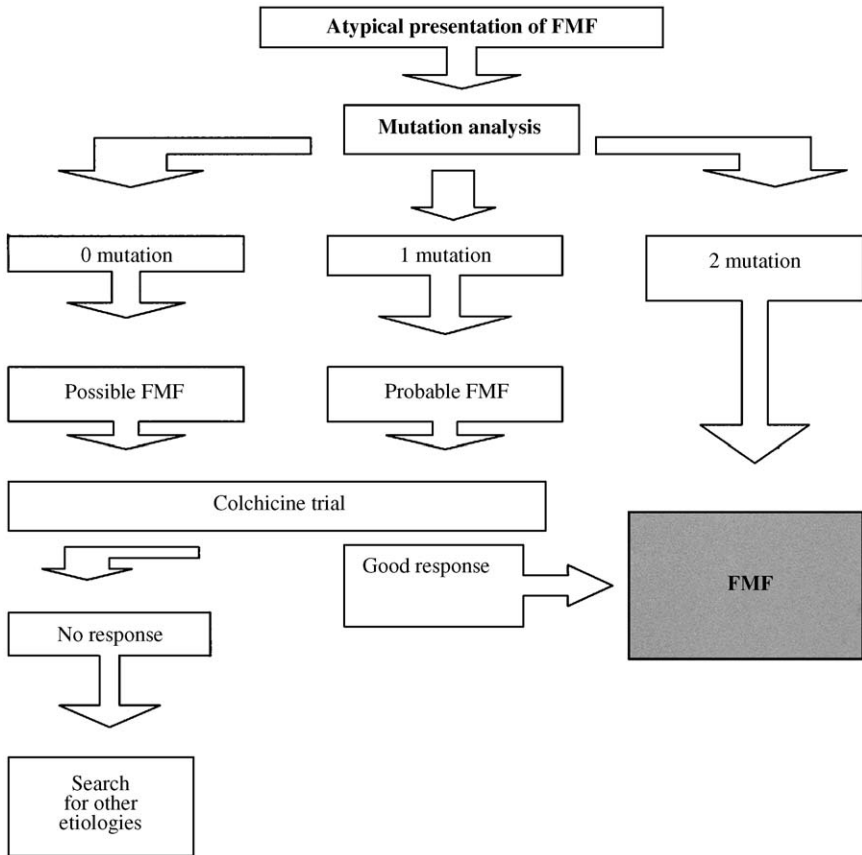 Atypical presentation of FMF
Mutation analysis
0 mutation
1 mutation
2 mutation
Possible FMF
Probable FMF
Colchicine trial
Good response
FMF
No response
Search
for other
etiologies